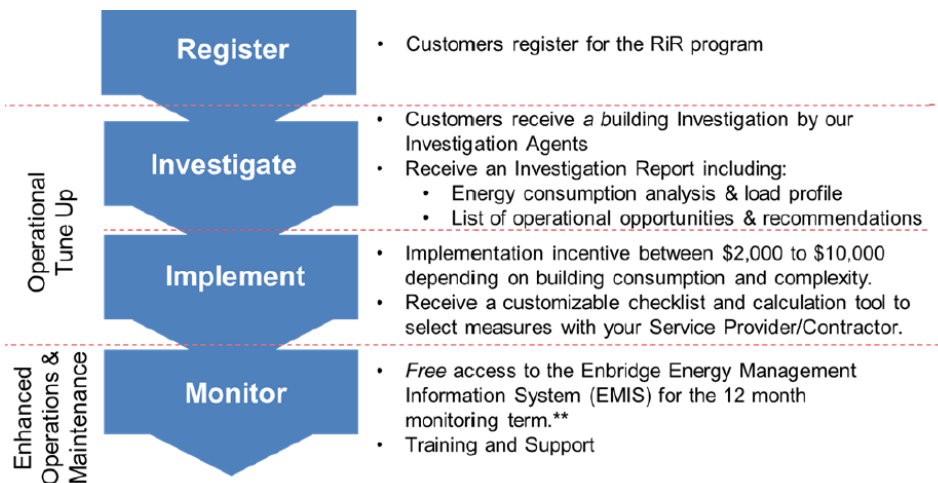 Register
• Customers register for the RiR program
Operational
Tune Up
Investigate
• Customers receive a building Investigation by our
Investigation Agents
• Receive an Investigation Report including:
• Energy consumption analysis & load profile
• List of operational opportunities & recommendations
Implement
• Implementation incentive between $2,000 to $10,000
depending on building consumption and complexity.
• Receive a customizable checklist and calculation tool to
select measures with your Service Provider/Contractor.
Enhanced
Operations &
Maintenance
Monitor
• Free access to the Enbridge Energy Management
Information System (EMIS) for the 12 month
monitoring term.**
• Training and Support